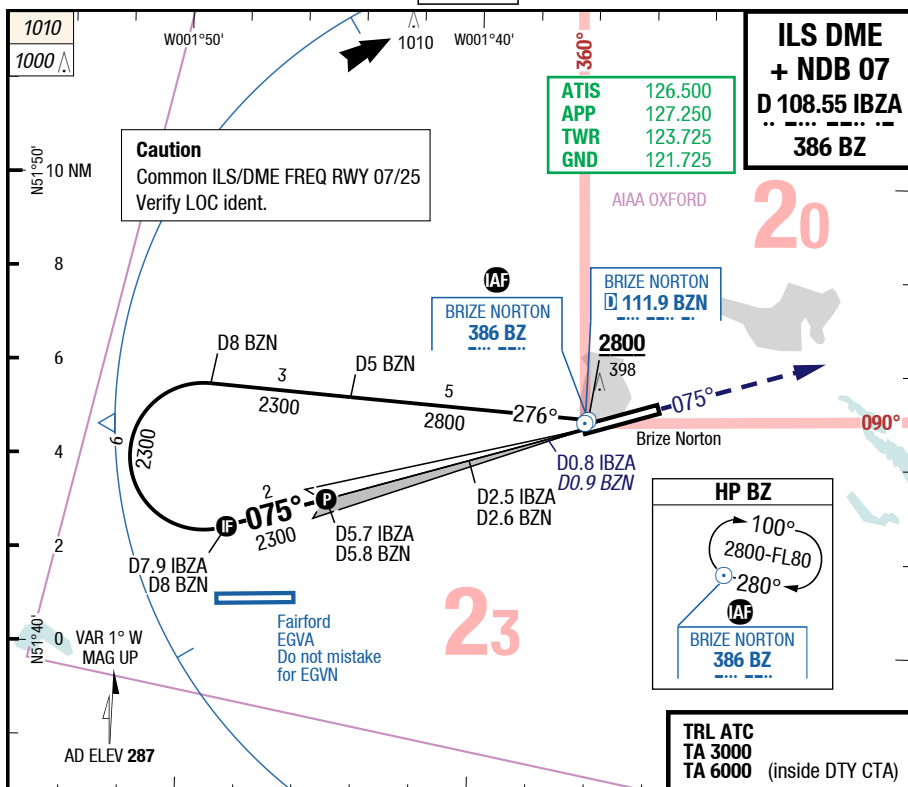 1010
1000
W001°50'
1010
W001°40'
360°
ILS DME
+ NDB 07
D 108.55 IBZA
386 BZ
ATIS 126.500
APP 127.250
TWR 123.725
GND 121.725
Caution
Common ILS/DME FREQ RWY 07/25
Verify LOC ident.
N51°50'
10 NM
8
6
4
2
0
N51°40'
AIAA OXFORD
20
IAF
BRIZE NORTON
386 BZ
BRIZE NORTON
D 111.9 BZN
2800
398
D8 BZN
3
2300
D5 BZN
5
2800
276°
075°
090°
Brize Norton
6
2300
D0.8 IBZA
D0.9 BZN
D2.5 IBZA
D2.6 BZN
2
075°
2300
IF
P
D5.7 IBZA
D5.8 BZN
D7.9 IBZA
D8 BZN
HP BZ
100°
2800-FL80
280°
IAF
BRIZE NORTON
386 BZ
23
Fairford
EGVA
Do not mistake
for EGVN
VAR 1° W
MAG UP
AD ELEV 287
TRL ATC
TA 3000
TA 6000 (inside DTY CTA)